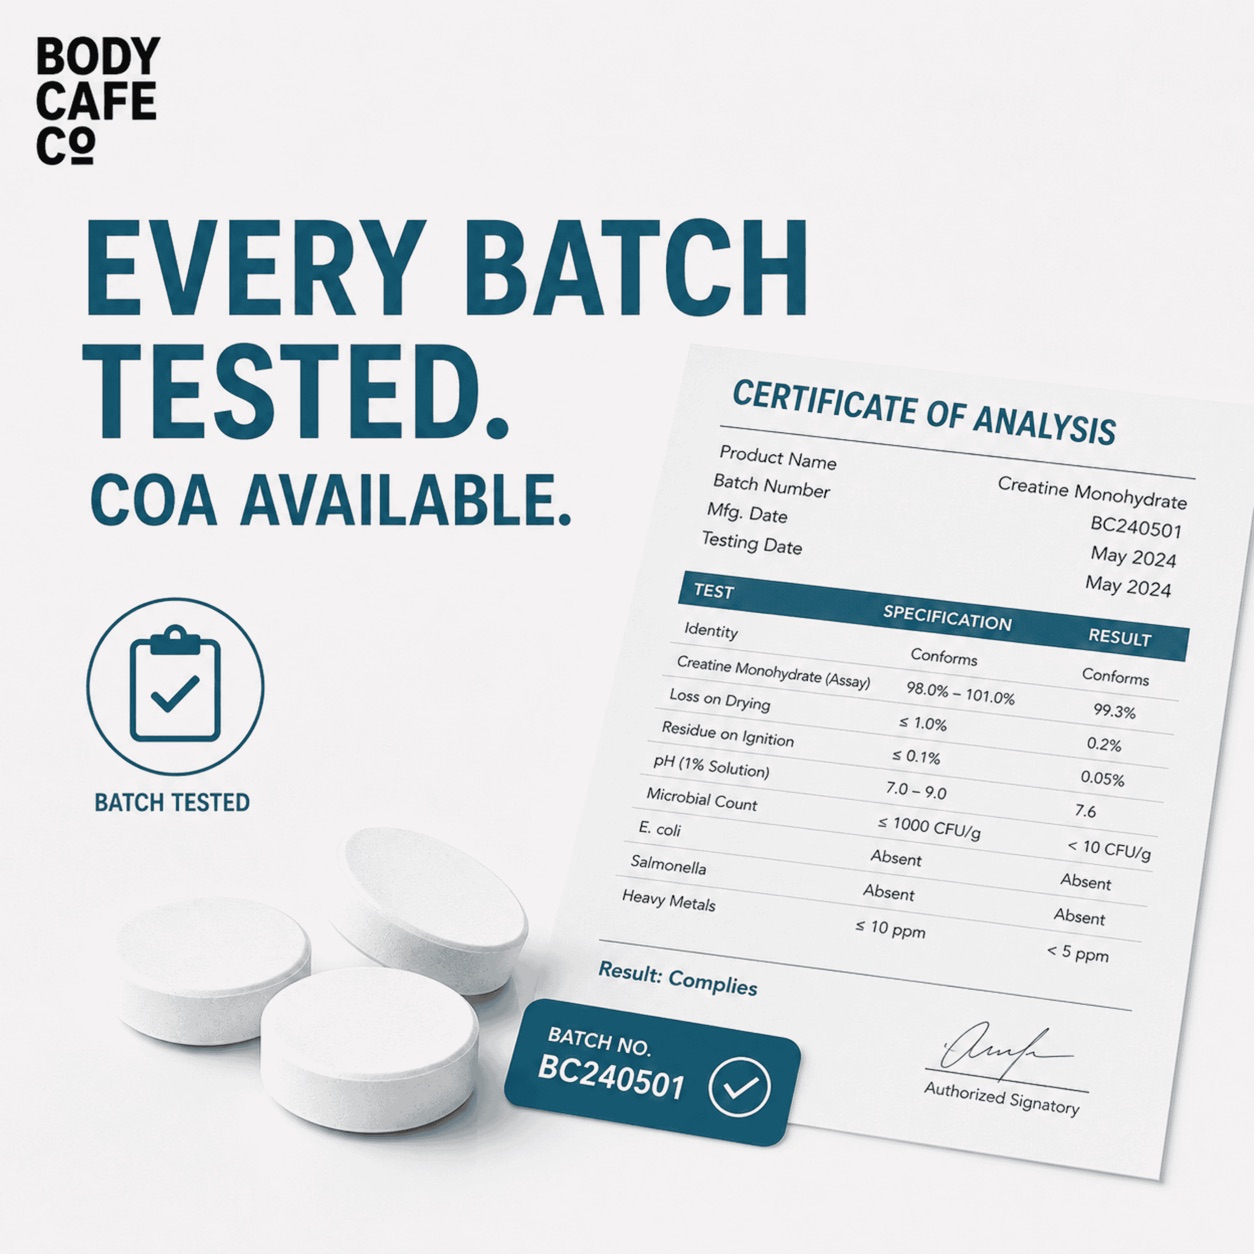 BODY
CAFE
Co
EVERY BATCH
TESTED.
COA AVAILABLE.
BATCH TESTED
CERTIFICATE OF ANALYSIS
Product Name Creatine Monohydrate
Batch Number BC240501
Mfg. Date May 2024
Testing Date May 2024
TEST SPECIFICATION RESULT
Identity Conforms Conforms
Creatine Monohydrate (Assay) 98.0% – 101.0% 99.3%
Loss on Drying ≤ 1.0% 0.2%
Residue on Ignition ≤ 0.1% 0.05%
pH (1% Solution) 7.0 – 9.0 7.6
Microbial Count ≤ 1000 CFU/g < 10 CFU/g
E. coli Absent Absent
Salmonella Absent Absent
Heavy Metals ≤ 10 ppm < 5 ppm
Result: Complies
Authorized Signatory
BATCH NO.
BC240501